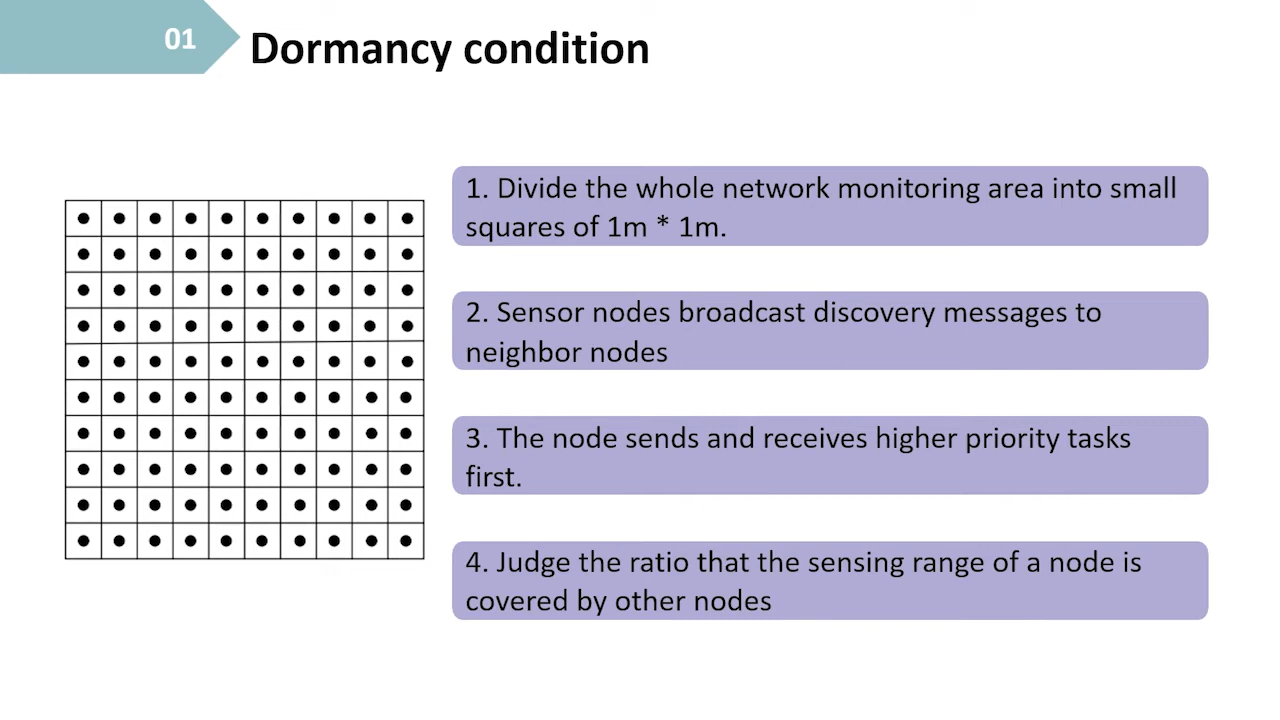 01
Dormancy condition
1. Divide the whole network monitoring area into small
squares of 1m * 1m.
2. Sensor nodes broadcast discovery messages to
neighbor nodes
3. The node sends and receives higher priority tasks
first.
4. Judge the ratio that the sensing range of a node is
covered by other nodes